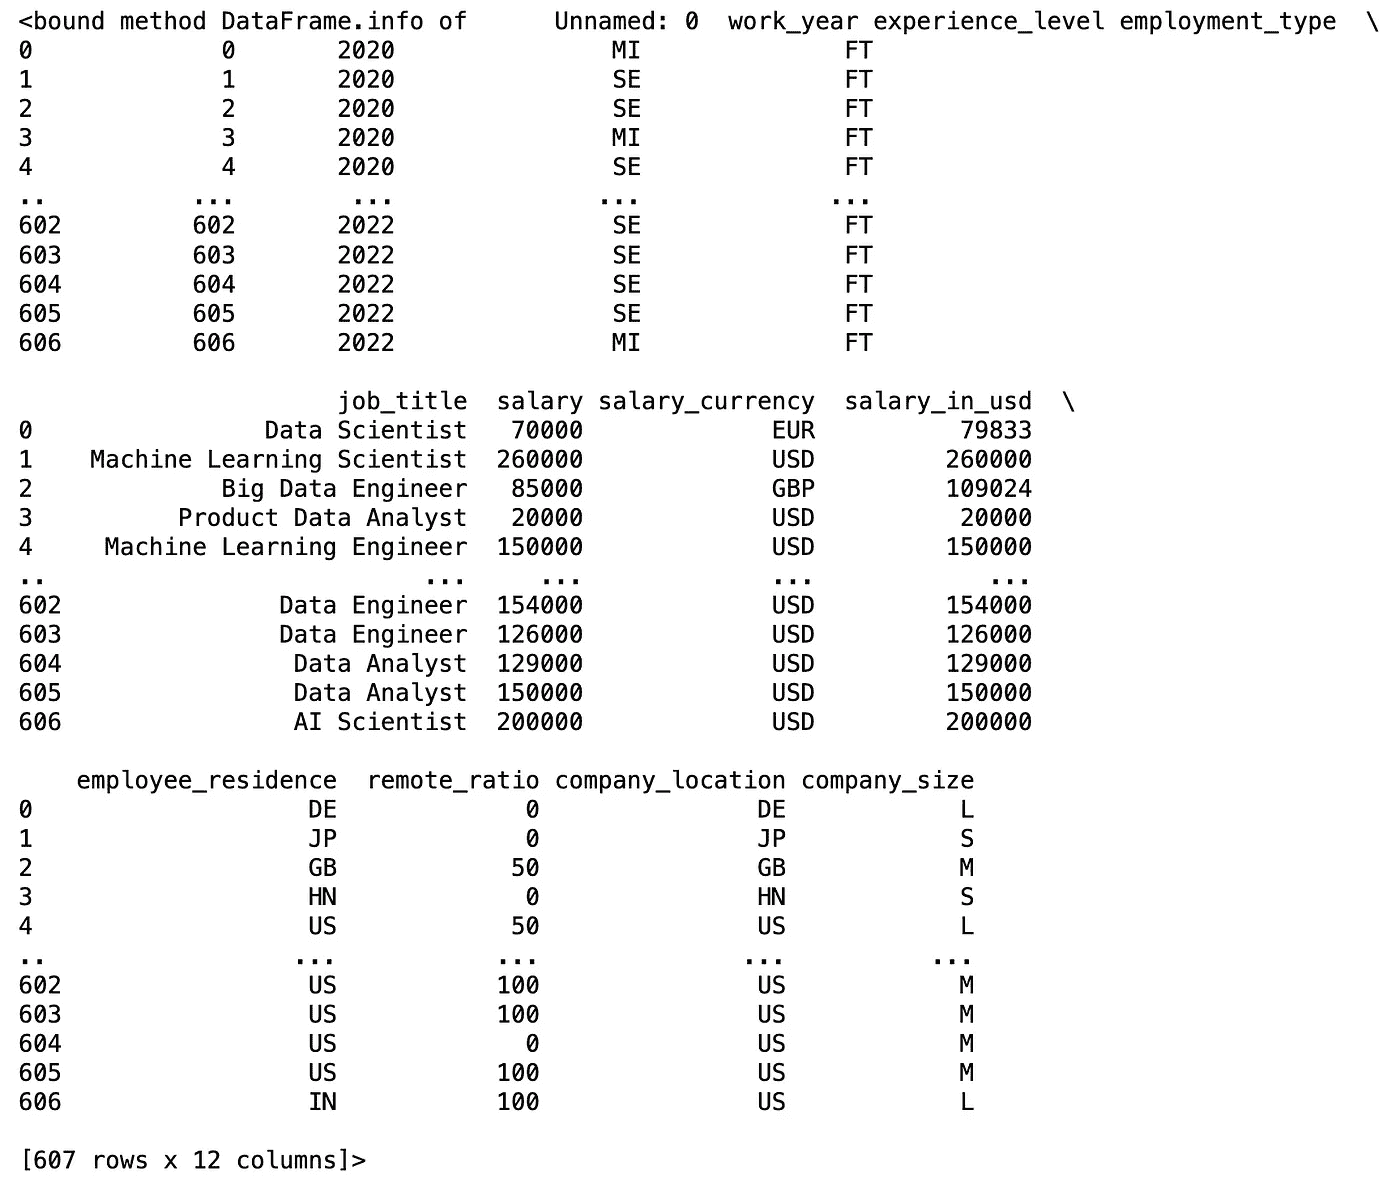 <bound method DataFrame.info of      Unnamed: 0  work_year experience_level employment_type  \
0             0       2020               MI              FT
1             1       2020               SE              FT
2             2       2020               SE              FT
3             3       2020               MI              FT
4             4       2020               SE              FT
..          ...        ...              ...             ...
602         602       2022               SE              FT
603         603       2022               SE              FT
604         604       2022               SE              FT
605         605       2022               SE              FT
606         606       2022               MI              FT
                      job_title  salary salary_currency  salary_in_usd  \
0                Data Scientist   70000             EUR          79833
1    Machine Learning Scientist  260000             USD         260000
2             Big Data Engineer   85000             GBP         109024
3          Product Data Analyst   20000             USD          20000
4     Machine Learning Engineer  150000             USD         150000
..                          ...     ...             ...            ...
602               Data Engineer  154000             USD         154000
603               Data Engineer  126000             USD         126000
604                Data Analyst  129000             USD         129000
605                Data Analyst  150000             USD         150000
606                AI Scientist  200000             USD         200000
    employee_residence  remote_ratio company_location company_size
0                   DE             0               DE            L
1                   JP             0               JP            S
2                   GB            50               GB            M
3                   HN             0               HN            S
4                   US            50               US            L
..                 ...           ...              ...          ...
602                 US           100               US            M
603                 US           100               US            M
604                 US             0               US            M
605                 US           100               US            M
606                 IN           100               US            L
[607 rows x 12 columns]>